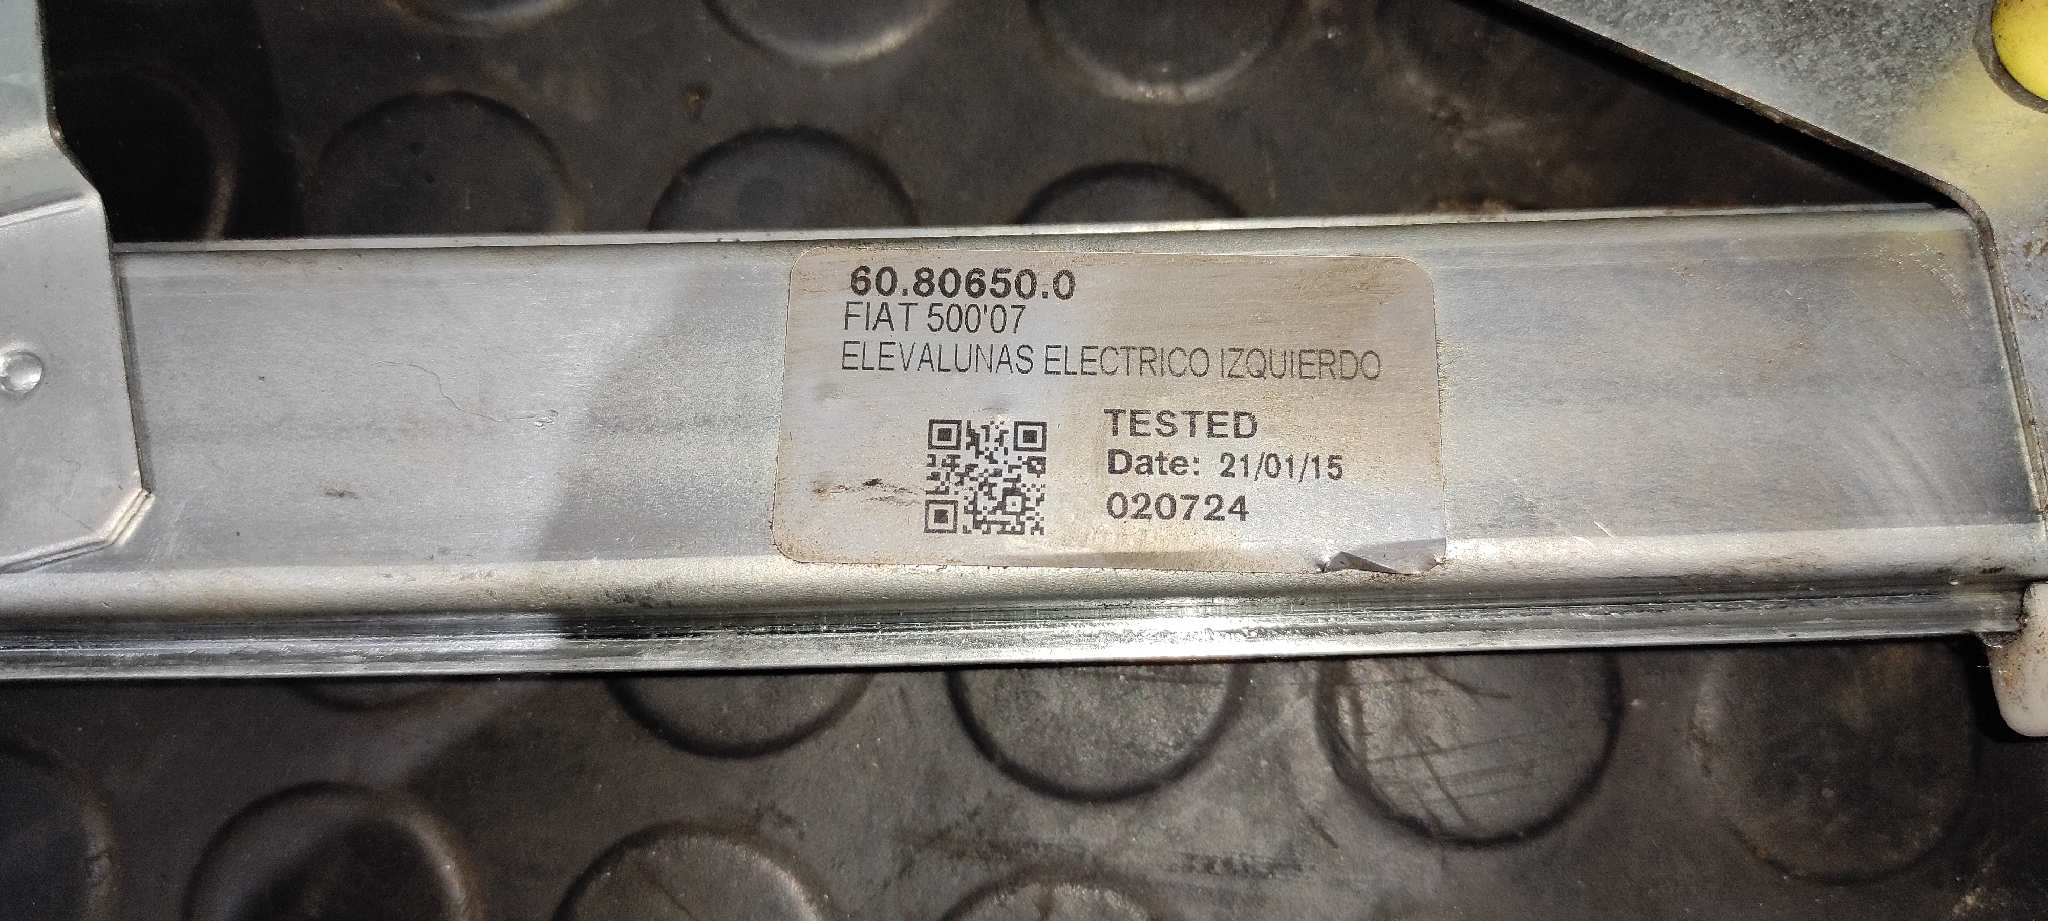 60.80650.0
FIAT 500'07
ELEVALUNAS ELECTRICO IZQUIERDO
TESTED
Date: 21/01/15
020724